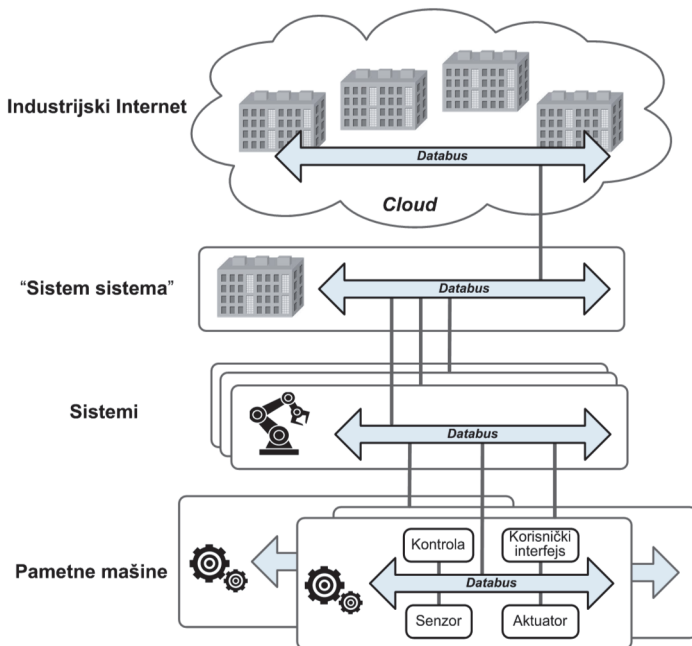 Industrijski Internet
Databus
Cloud
“Sistem sistema”
Databus
Sistemi
Databus
Pametne mašine
Kontrola
Korisnički
interfejs
Databus
Senzor
Aktuator